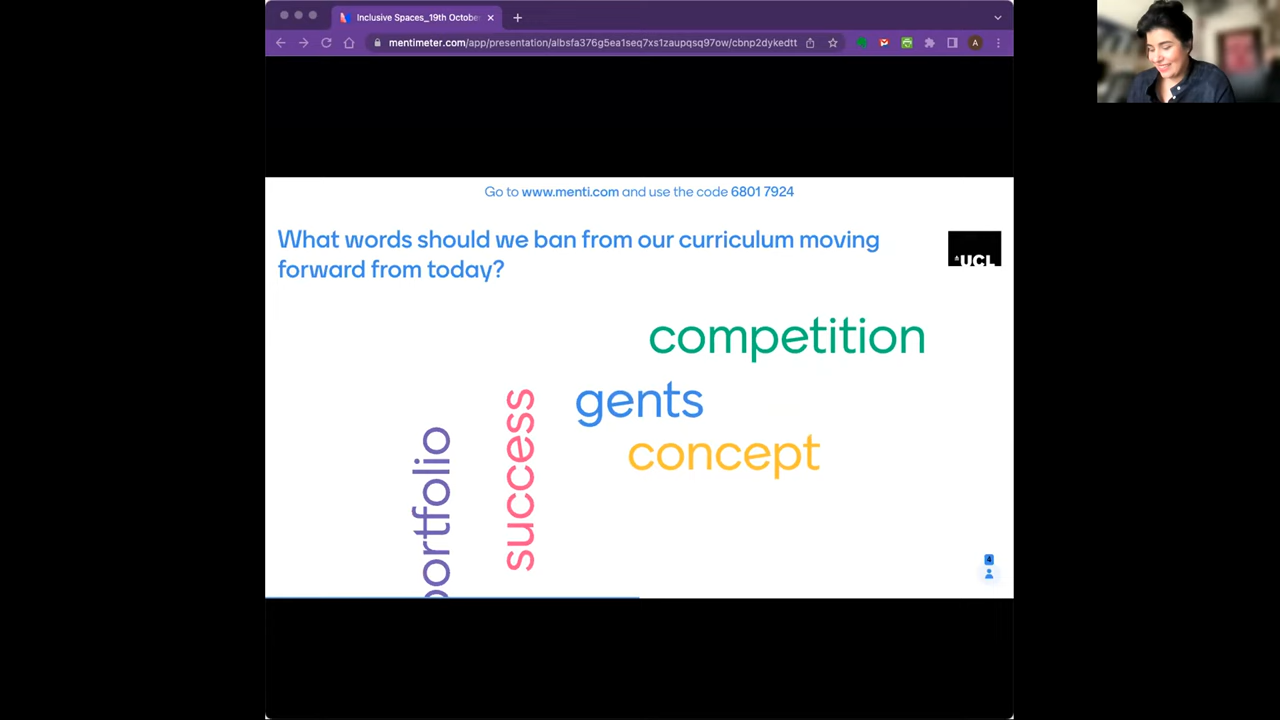 Inclusive Spaces_19th Octobe
mentimeter.com/app/presentation/albsfa376g5ea1seq7xs1zaupqsq97ow/cbnp2dykedtt
A
Go to www.menti.com and use the code 6801 7924
What words should we ban from our curriculum moving
forward from today?
UCL
competition
gents
concept
success
portfolio
4